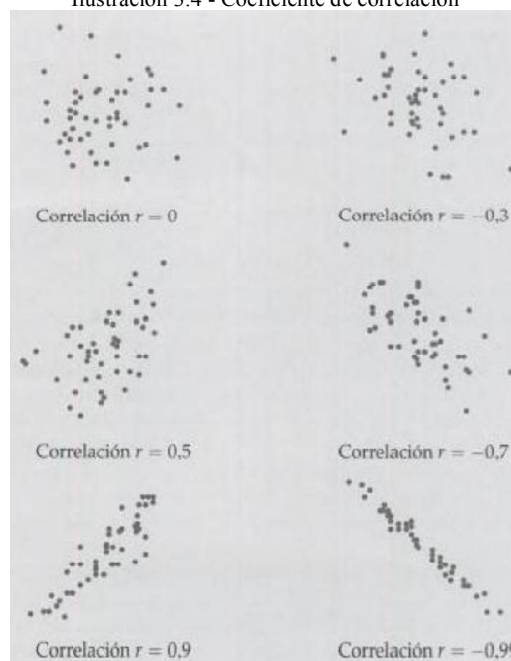 Ilustración 3.4 - Coeficiente de correlación
Correlación r = 0
Correlación r = −0,3
Correlación r = 0,5
Correlación r = −0,7
Correlación r = 0,9
Correlación r = −0,9